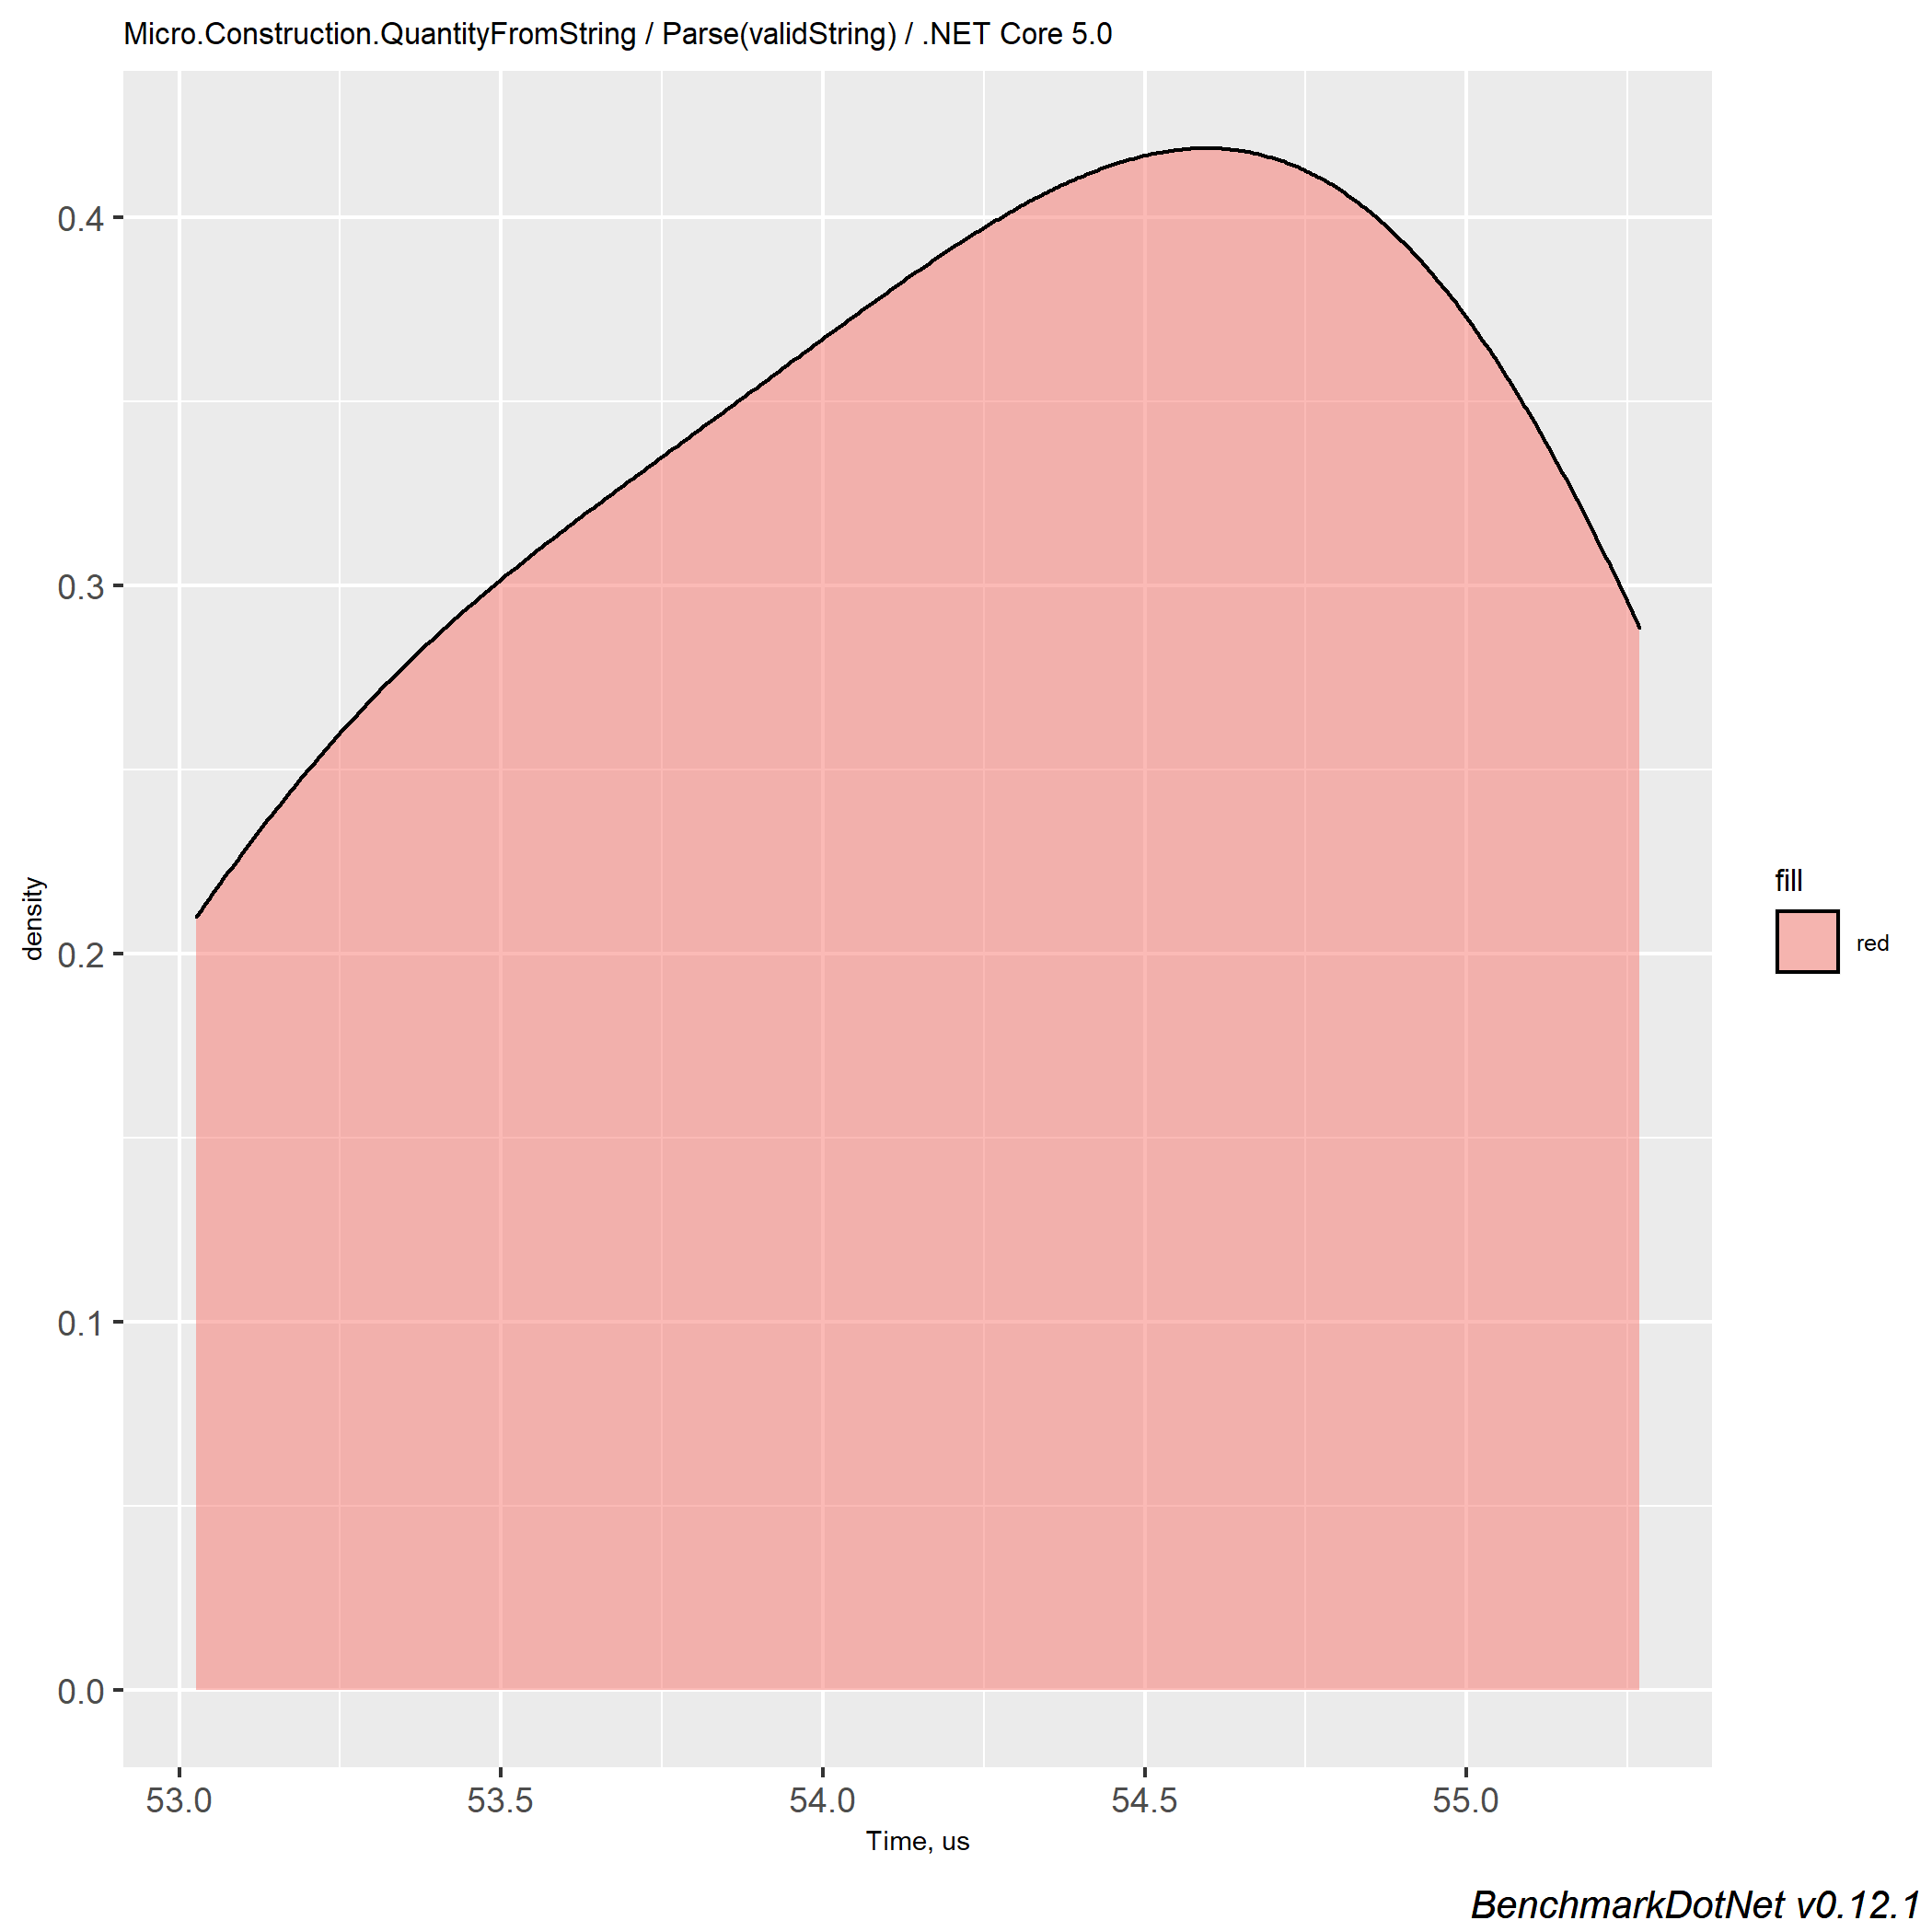 Micro.Construction.QuantityFromString / Parse(validString) / .NET Core 5.0
0.4
0.3
0.2
0.1
0.0
density
53.0 53.5 54.0 54.5 55.0
Time, us
fill
red
BenchmarkDotNet v0.12.1